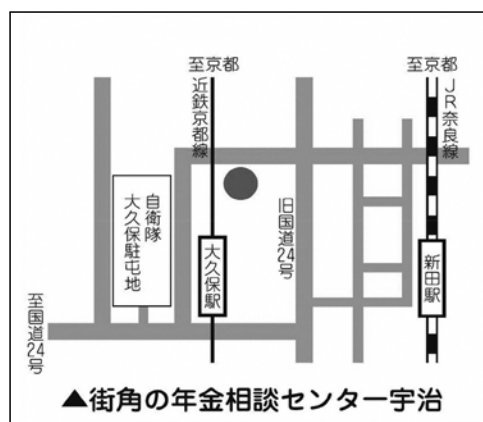 至京都
至京都
近鉄京都線
JR奈良線
自衛隊
大久保駐屯地
大久保駅
旧国道24号
新田駅
至国道24号
▲街角の年金相談センター宇治